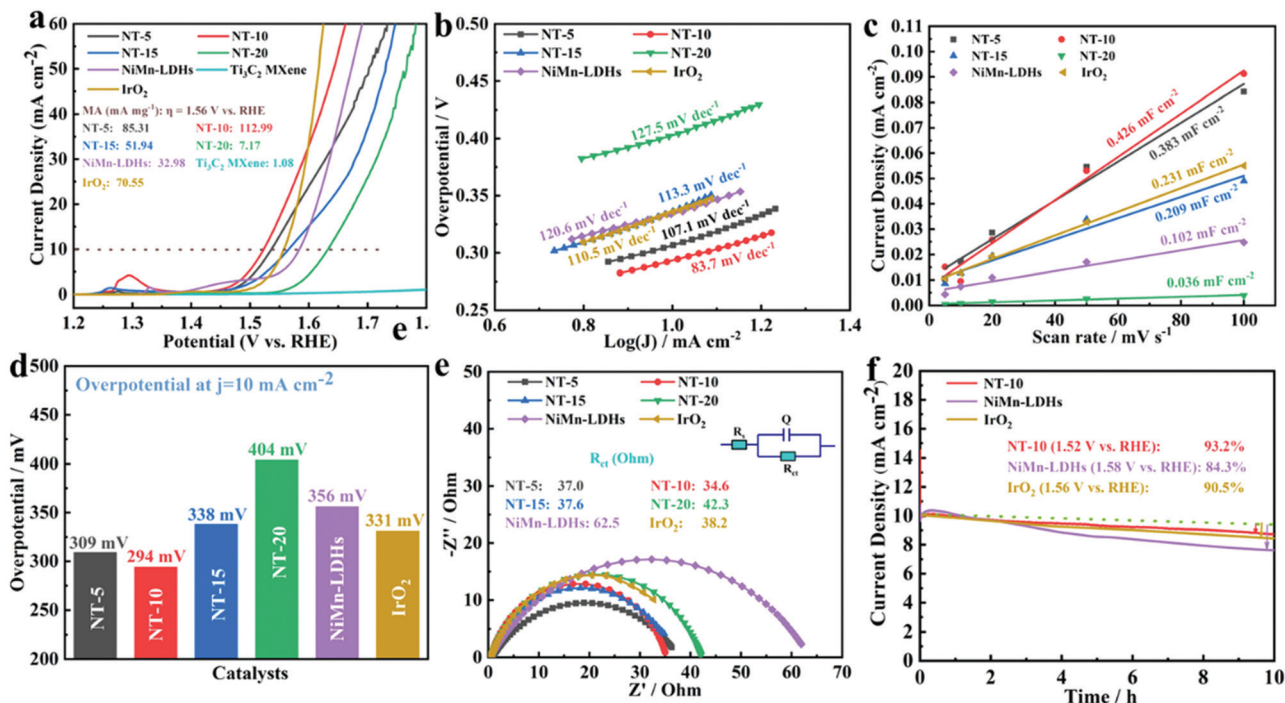 a
NT-5 NT-10
NT-15 NT-20
NiMn-LDHs Ti₃C₂ MXene
IrO₂
MA (mA mg⁻¹): η = 1.56 V vs. RHE
NT-5: 85.31 NT-10: 112.99
NT-15: 51.94 NT-20: 7.17
NiMn-LDHs: 32.98 Ti₃C₂ MXene: 1.08
IrO₂: 70.55
Current Density (mA cm⁻²)
60
50
40
30
20
10
0
1.2 1.3 1.4 1.5 1.6 1.7 1.
Potential (V vs. RHE)
e
b
NT-5 NT-10
NT-15 NT-20
NiMn-LDHs IrO₂
127.5 mV dec⁻¹
113.3 mV dec⁻¹
120.6 mV dec⁻¹
107.1 mV dec⁻¹
110.5 mV dec⁻¹
83.7 mV dec⁻¹
Overpotential / V
0.50
0.45
0.40
0.35
0.30
0.25
0.6 0.8 1.0 1.2 1.4
Log(J) / mA cm⁻²
c
NT-5 NT-10
NT-15 NT-20
NiMn-LDHs IrO₂
0.426 mF cm⁻²
0.383 mF cm⁻²
0.231 mF cm⁻²
0.209 mF cm⁻²
0.102 mF cm⁻²
0.036 mF cm⁻²
Current Density (mA cm⁻²)
0.11
0.10
0.09
0.08
0.07
0.06
0.05
0.04
0.03
0.02
0.01
0.00
0 20 40 60 80 100
Scan rate / mV s⁻¹
d
Overpotential at j=10 mA cm⁻²
309 mV
294 mV
338 mV
404 mV
356 mV
331 mV
NT-5
NT-10
NT-15
NT-20
NiMn-LDHs
IrO₂
Overpotential / mV
500
450
400
350
300
250
200
Catalysts
e
NT-5 NT-10
NT-15 NT-20
NiMn-LDHs IrO₂
Rs
Q
Rct
Rct (Ohm)
NT-5: 37.0 NT-10: 34.6
NT-15: 37.6 NT-20: 42.3
NiMn-LDHs: 62.5 IrO₂: 38.2
-Z'' / Ohm
50
40
30
20
10
0
0 10 20 30 40 50 60 70
Z' / Ohm
f
NT-10
NiMn-LDHs
IrO₂
NT-10 (1.52 V vs. RHE): 93.2%
NiMn-LDHs (1.58 V vs. RHE): 84.3%
IrO₂ (1.56 V vs. RHE): 90.5%
Current Density (mA cm⁻²)
20
18
16
14
12
10
8
6
4
2
0
0 2 4 6 8 10
Time / h